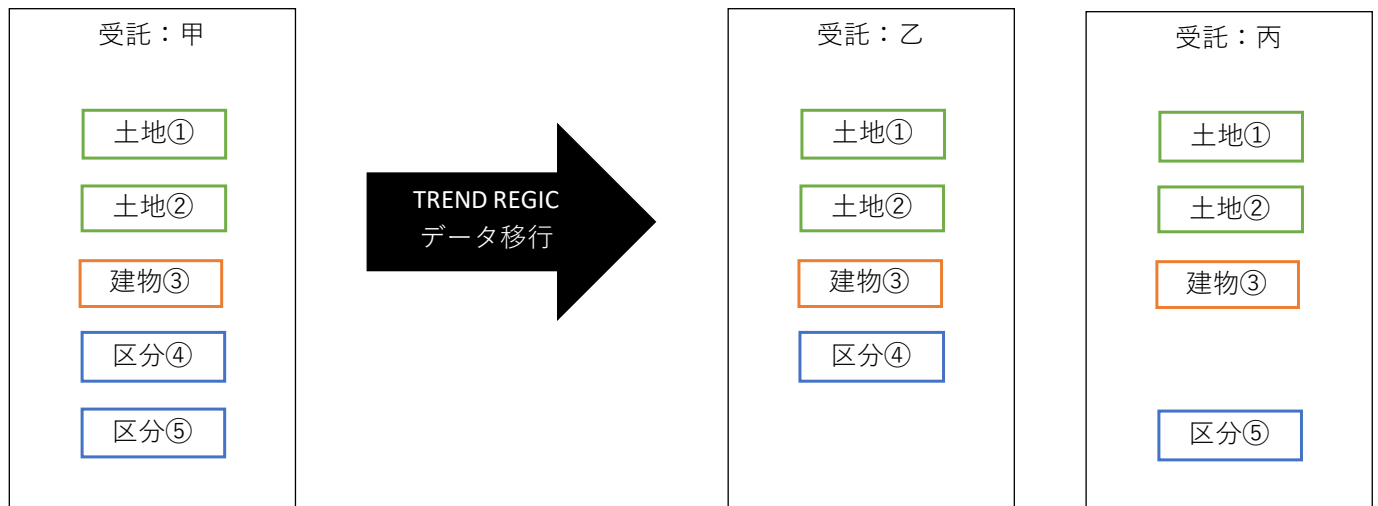 受託：甲
土地①
土地②
建物③
区分④
区分⑤
TREND REGIC
データ移行
受託：乙
土地①
土地②
建物③
区分④
受託：丙
土地①
土地②
建物③
区分⑤